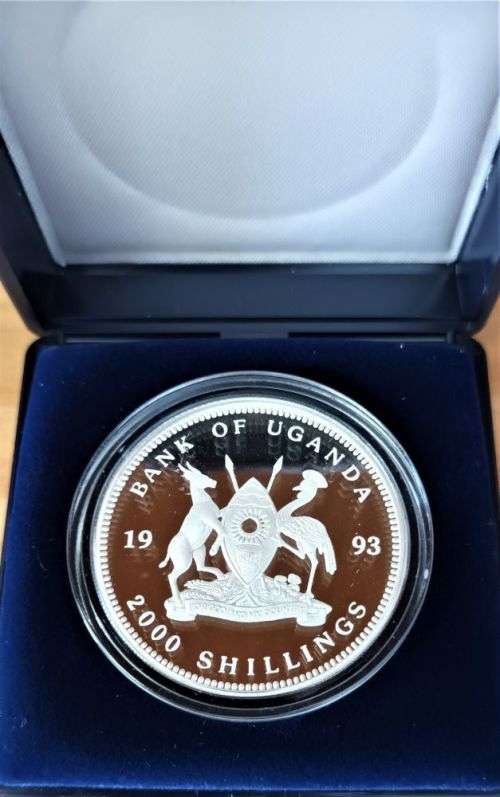 BANK OF UGANDA
19 93
2000 SHILLINGS